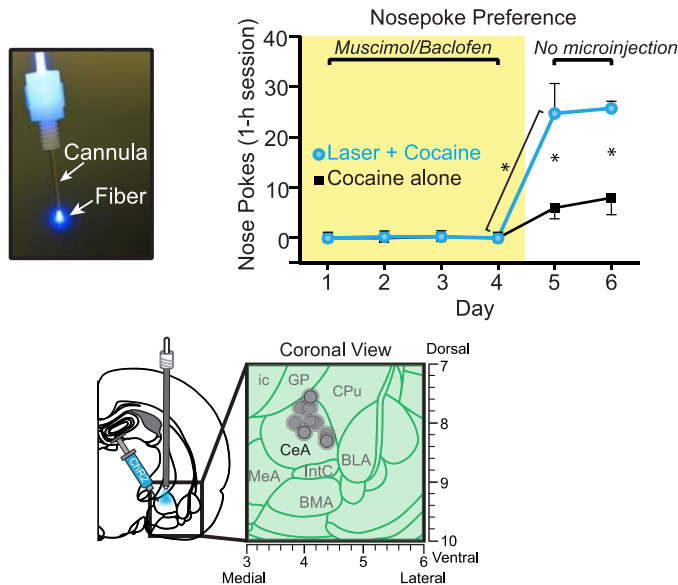 Cannula
Fiber
Nosepoke Preference
Muscimol/Baclofen
No microinjection
Nose Pokes (1-h session)
40
30
20
10
0
Laser + Cocaine
Cocaine alone
*
*
*
1 2 3 4 5 6
Day
Coronal View
Dorsal
ic
GP
CPu
CeA
BLA
IntC
MeA
BMA
ChR2
7
8
9
10
Ventral
3 4 5 6
Medial
Lateral